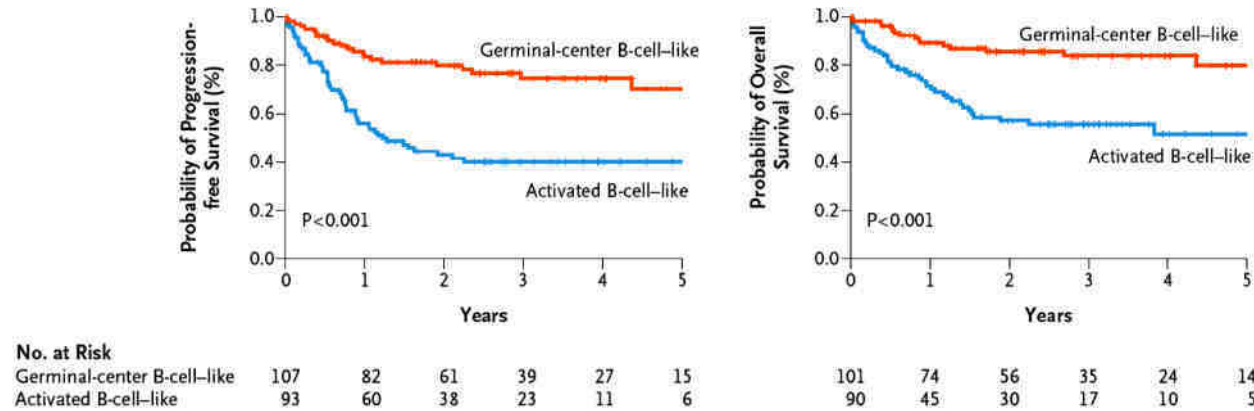 Probability of Progression-
free Survival (%)
1.0
0.8
0.6
0.4
0.2
0.0
Germinal-center B-cell–like
Activated B-cell–like
P<0.001
0 1 2 3 4 5
Years
Probability of Overall
Survival (%)
1.0
0.8
0.6
0.4
0.2
0.0
Germinal-center B-cell–like
Activated B-cell–like
P<0.001
0 1 2 3 4 5
Years
No. at Risk
Germinal-center B-cell–like 107 82 61 39 27 15 101 74 56 35 24 14
Activated B-cell–like 93 60 38 23 11 6 90 45 30 17 10 5